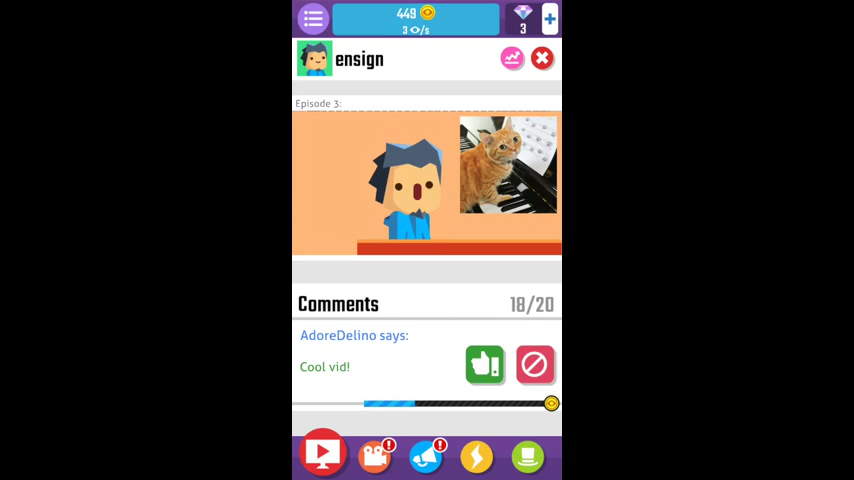 449
3 /s
3
ensign
Episode 3:
Comments 18/20
AdoreDelino says:
Cool vid!